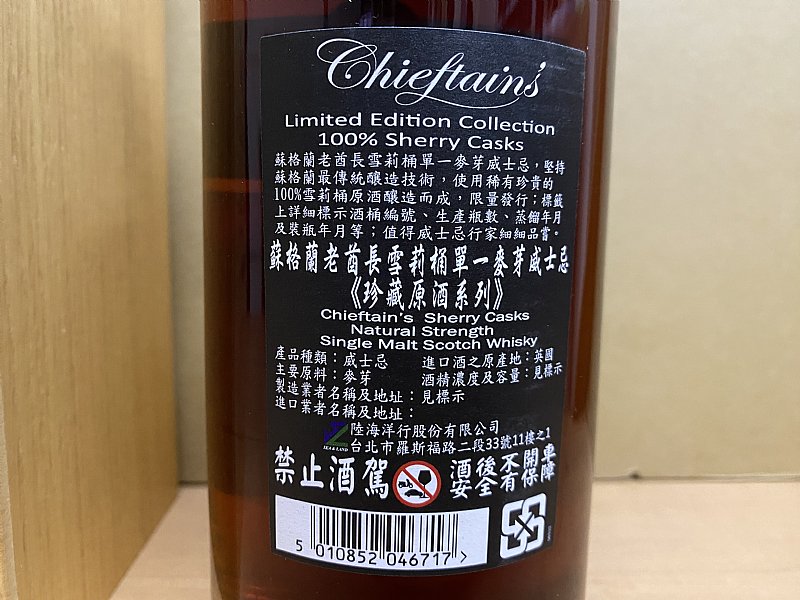 Chieftain's
Limited Edition Collection
100% Sherry Casks
蘇格蘭老酋長雪莉桶單一麥芽威士忌，堅持
蘇格蘭最傳統釀造技術，使用稀有珍貴的
100%雪莉桶原酒釀造而成，限量發行；標籤
上詳細標示酒桶編號、生產瓶數、蒸餾年月
及裝瓶年月等；值得威士忌行家細細品嘗。
蘇格蘭老酋長雪莉桶單一麥芽威士忌
《珍藏原酒系列》
Chieftain's Sherry Casks
Natural Strength
Single Malt Scotch Whisky
產品種類：威士忌 進口酒之原產地：英國
主要原料：麥芽 酒精濃度及容量：見標示
製造業者名稱及地址：見標示
進口業者名稱及地址：
SEA & LAND 陸海洋行股份有限公司
台北市羅斯福路二段33號11樓之1
禁止酒駕 酒後不開車
安全有保障
5 010852 046717 >